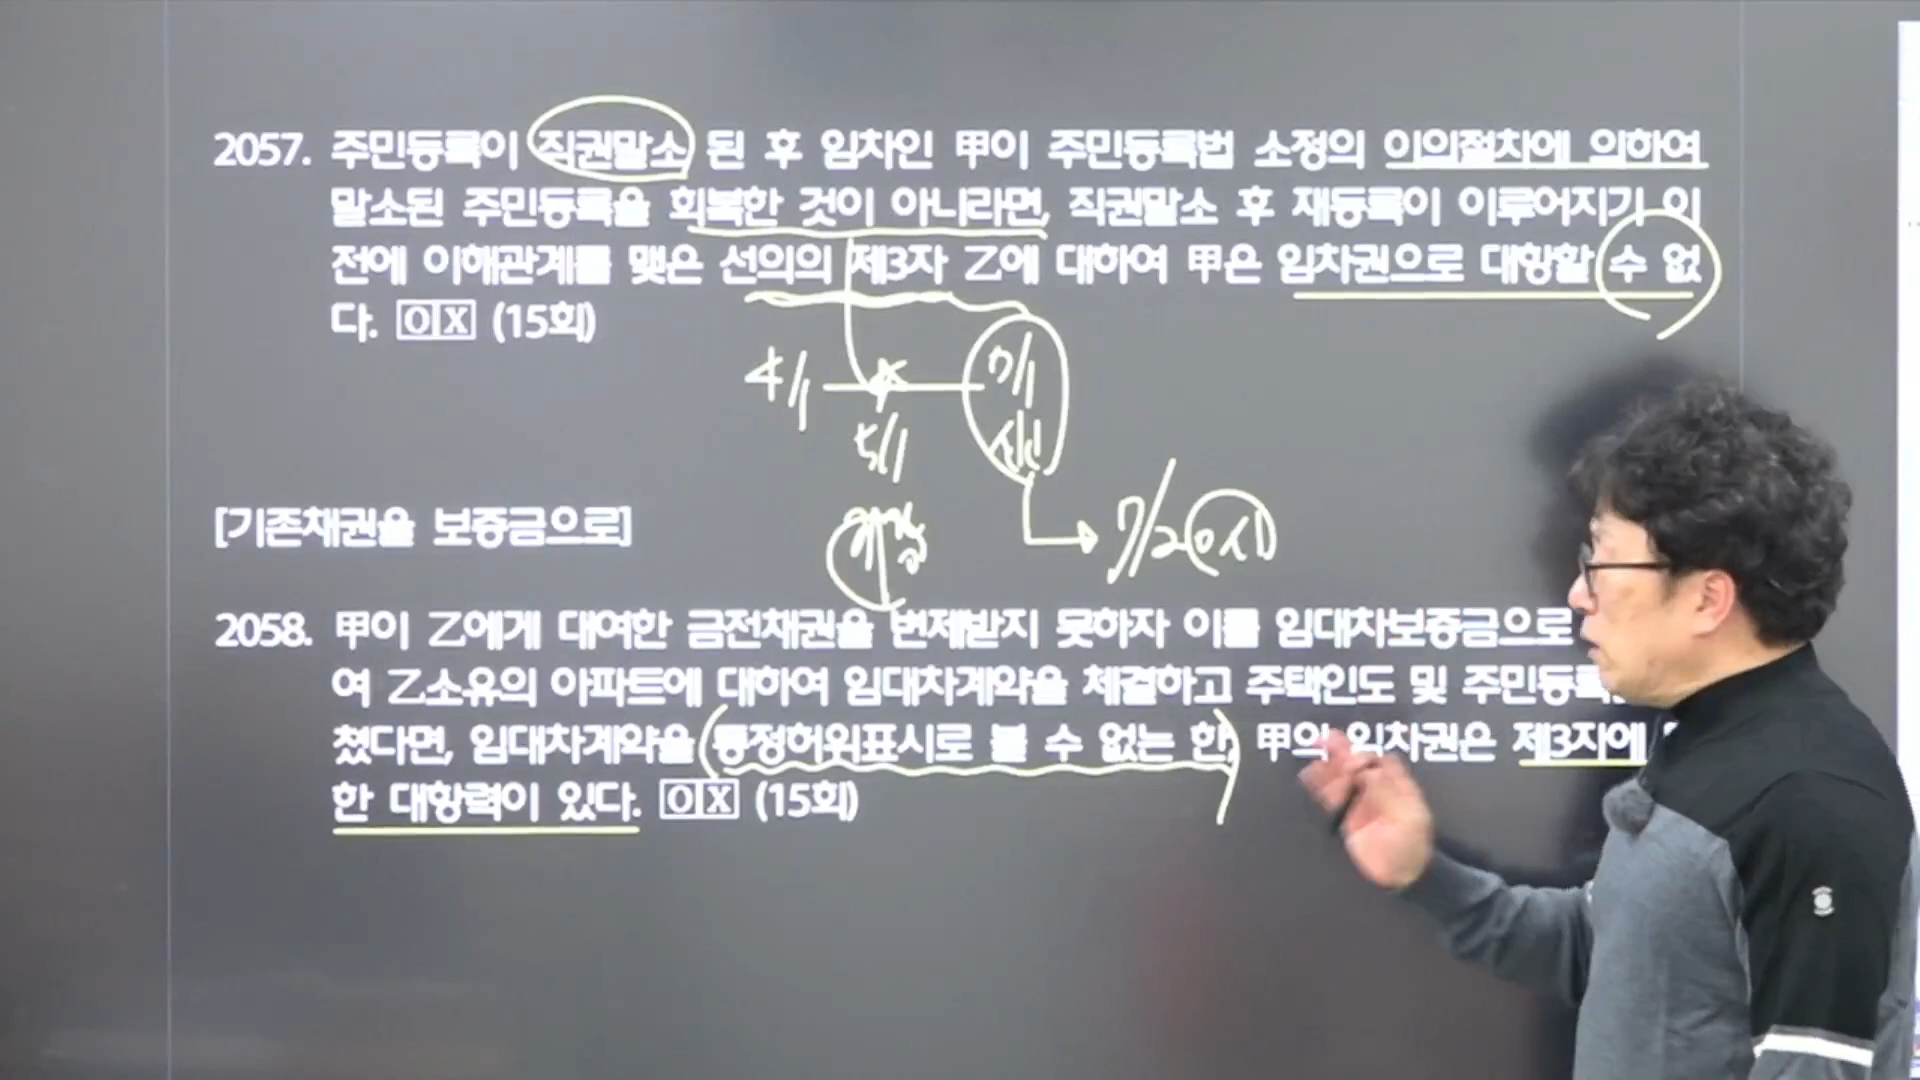 2057. 주민등록이 직권말소 된 후 임차인 甲이 주민등록법 소정의 이의절차에 의하여
말소된 주민등록을 회복한 것이 아니라면, 직권말소 후 재등록이 이루어지기 이
전에 이해관계를 맺은 선의의 제3자 乙에 대하여 甲은 임차권으로 대항할 수 없
다. O X (15회)
4/1 7/1
5/1
7/2 0시
[기존채권을 보증금으로]
2058. 甲이 乙에게 대여한 금전채권을 변제받지 못하자 이를 임대차보증금으로
여 乙소유의 아파트에 대하여 임대차계약을 체결하고 주택인도 및 주민등록
쳤다면, 임대차계약을 통정허위표시로 볼 수 없는 한, 甲의 임차권은 제3자에
한 대항력이 있다. O X (15회)